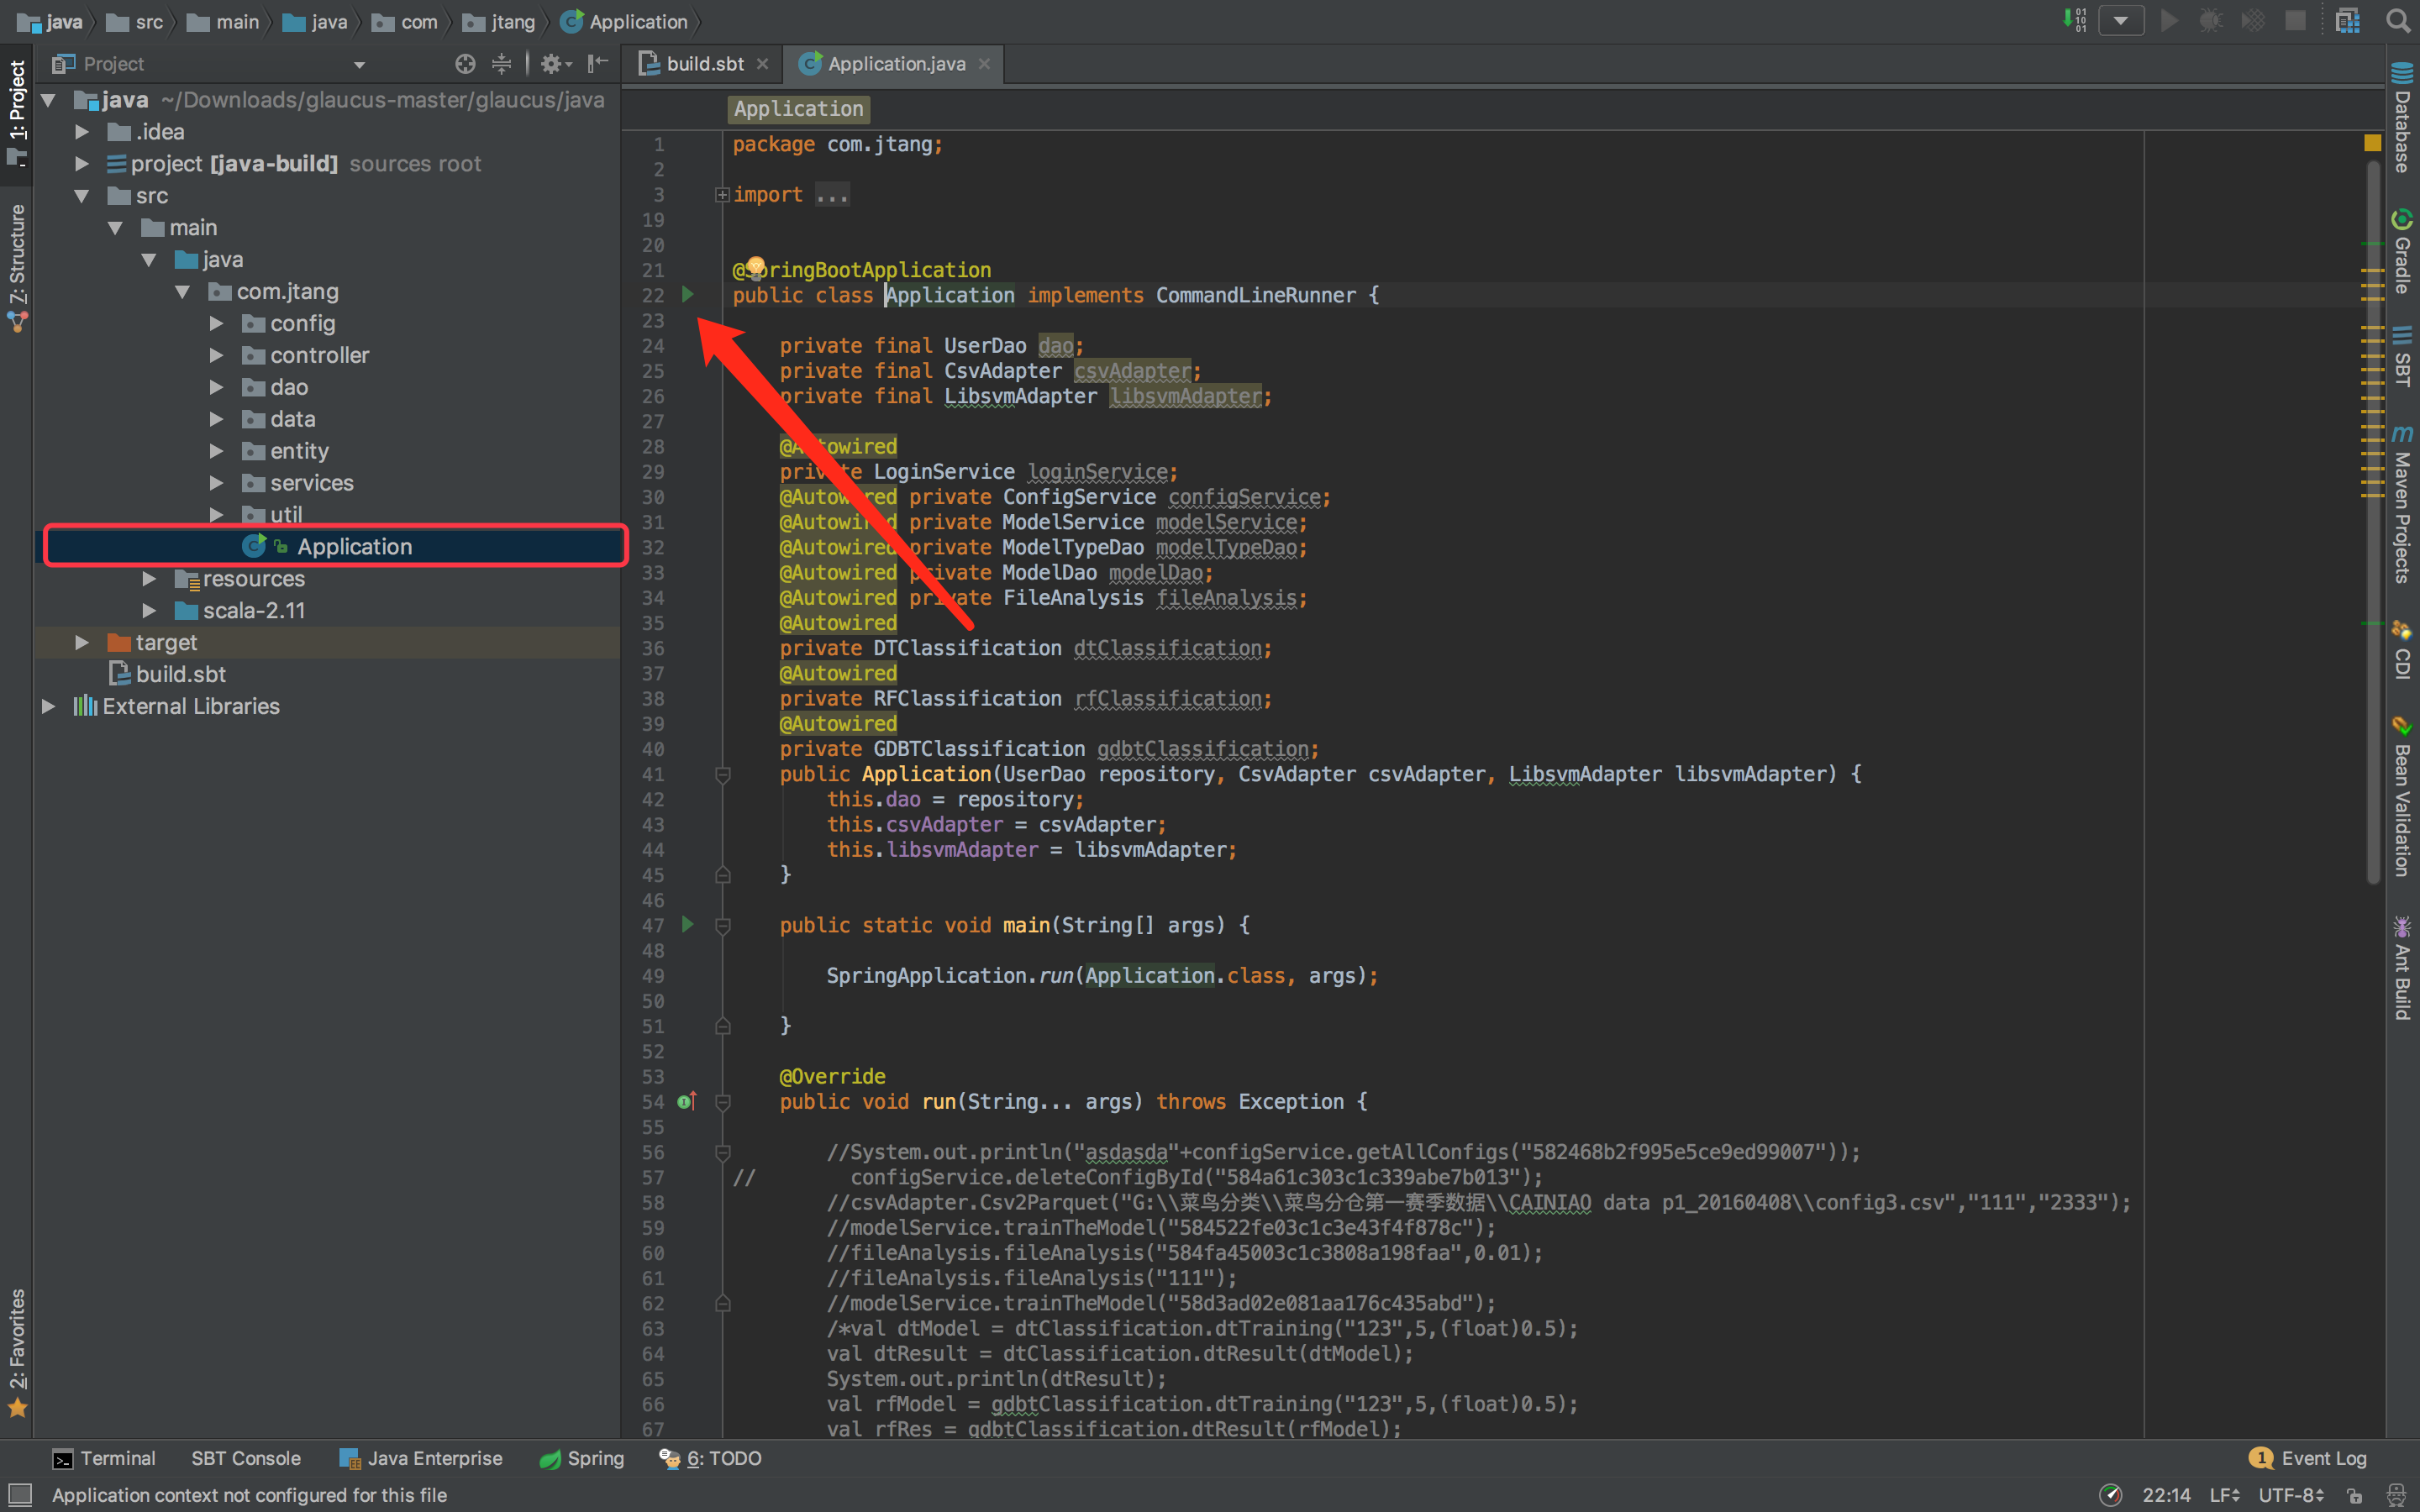 java src main java com jtang Application
Project
java ~/Downloads/glaucus-master/glaucus/java
.idea
project [java-build] sources root
src
main
java
com.jtang
config
controller
dao
data
entity
services
util
Application
resources
scala-2.11
target
build.sbt
External Libraries
1: Project
7: Structure
2: Favorites
build.sbt Application.java
Application
1 package com.jtang;
2
3 import ...
19
20
21 @SpringBootApplication
22 public class Application implements CommandLineRunner {
23
24 private final UserDao dao;
25 private final CsvAdapter csvAdapter;
26 private final LibsvmAdapter libsvmAdapter;
27
28 @Autowired
29 private LoginService loginService;
30 @Autowired private ConfigService configService;
31 @Autowired private ModelService modelService;
32 @Autowired private ModelTypeDao modelTypeDao;
33 @Autowired private ModelDao modelDao;
34 @Autowired private FileAnalysis fileAnalysis;
35 @Autowired
36 private DTClassification dtClassification;
37 @Autowired
38 private RFClassification rfClassification;
39 @Autowired
40 private GDBTClassification gdbtClassification;
41 public Application(UserDao repository, CsvAdapter csvAdapter, LibsvmAdapter libsvmAdapter) {
42 this.dao = repository;
43 this.csvAdapter = csvAdapter;
44 this.libsvmAdapter = libsvmAdapter;
45 }
46
47 public static void main(String[] args) {
48
49 SpringApplication.run(Application.class, args);
50
51 }
52
53 @Override
54 public void run(String... args) throws Exception {
55
56 //System.out.println("asdasda"+configService.getAllConfigs("582468b2f995e5ce9ed99007"));
57 // configService.deleteConfigById("584a61c303c1c339abe7b013");
58 //csvAdapter.Csv2Parquet("G:\\菜鸟分类\\菜鸟分仓第一赛季数据\\CAINIAO data p1_20160408\\config3.csv","111","2333");
59 //modelService.trainTheModel("584522fe03c1c3e43f4f878c");
60 //fileAnalysis.fileAnalysis("584fa45003c1c3808a198faa",0.01);
61 //fileAnalysis.fileAnalysis("111");
62 //modelService.trainTheModel("58d3ad02e081aa176c435abd");
63 /*val dtModel = dtClassification.dtTraining("123",5,(float)0.5);
64 val dtResult = dtClassification.dtResult(dtModel);
65 System.out.println(dtResult);
66 val rfModel = gdbtClassification.dtTraining("123",5,(float)0.5);
67 val rfRes = gdbtClassification.dtResult(rfModel);
Database
Gradle
SBT
Maven Projects
CDI
Bean Validation
Ant Build
Terminal SBT Console Java Enterprise Spring 6: TODO 1 Event Log
Application context not configured for this file 22:14 LF UTF-8